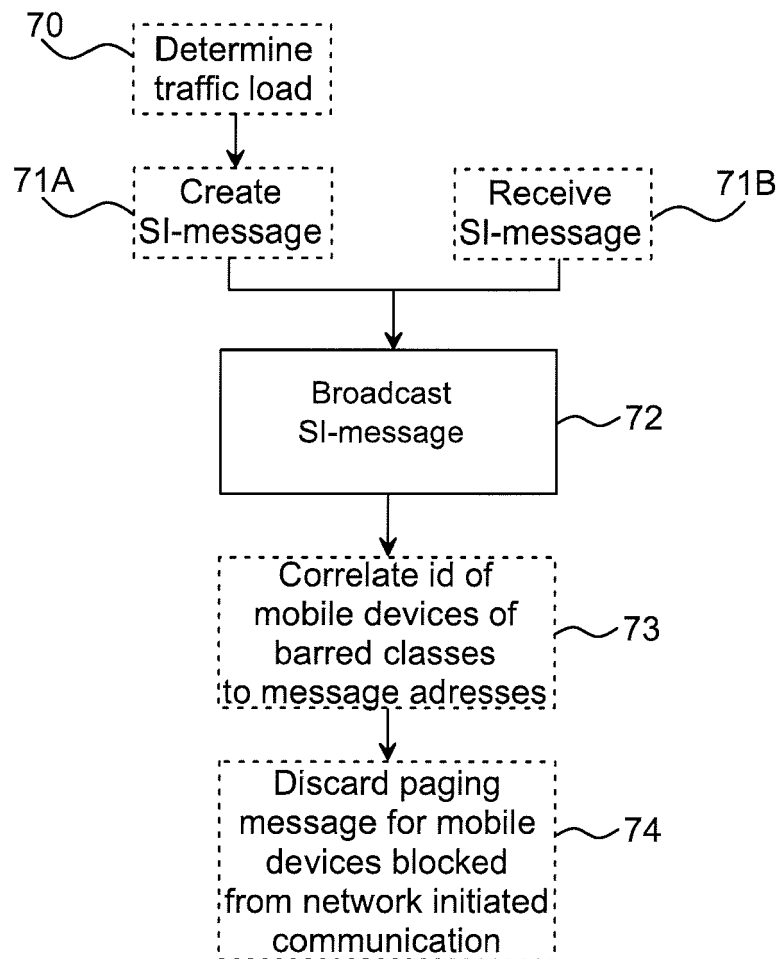 70
Determine
traffic load
71A
Create
SI-message
Receive
SI-message
71B
Broadcast
SI-message
72
Correlate id of
mobile devices of
barred classes
to message adresses
73
Discard paging
message for mobile
devices blocked
from network initiated
communication
74